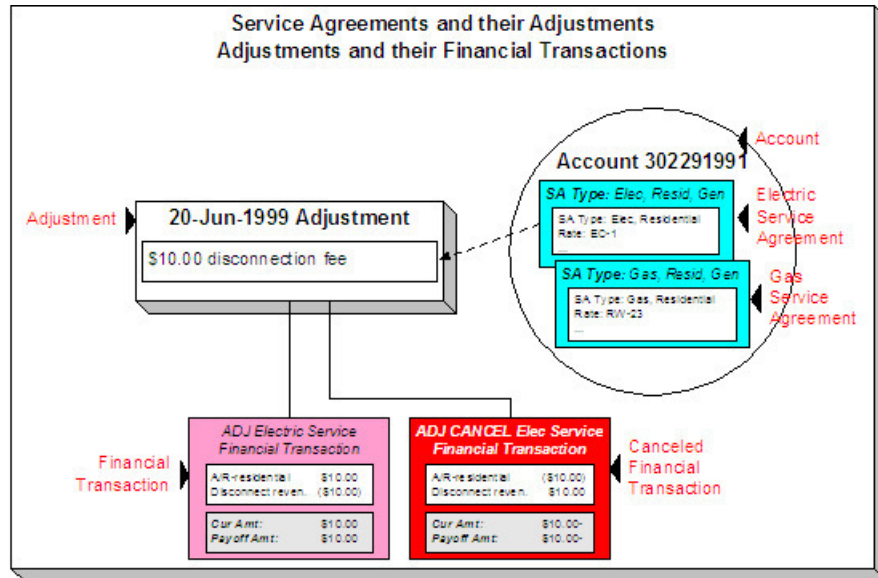 Service Agreements and their Adjustments
Adjustments and their Financial Transactions
Account
Account 302291991
SA Type: Elec, Resid, Gen
SA Type: Elec, Residential
Rate: EO-1
...
Electric
Service
Agreement
SA Type: Gas, Resid, Gen
SA Type: Gas, Residential
Rate: RW-23
...
Gas
Service
Agreement
Adjustment
20-Jun-1999 Adjustment
$10.00 disconnection fee
Financial
Transaction
ADJ Electric Service
Financial Transaction
A/R-residential $10.00
Disconnect reven. ($10.00)
Cur Amt: $10.00
Payoff Amt: $10.00
ADJ CANCEL Elec Service
Financial Transaction
A/R-residential ($10.00)
Disconnect reven. $10.00
Cur Amt: $10.00-
Payoff Amt: $10.00-
Canceled
Financial
Transaction